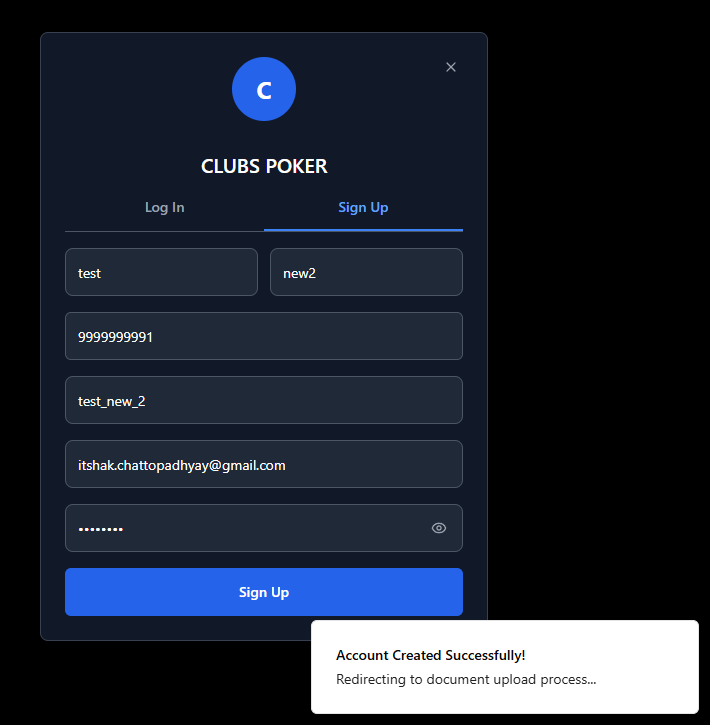 C
CLUBS POKER
Log In Sign Up
test new2
9999999991
test_new_2
itshak.chattopadhyay@gmail.com
••••••••
Sign Up
Account Created Successfully!
Redirecting to document upload process...